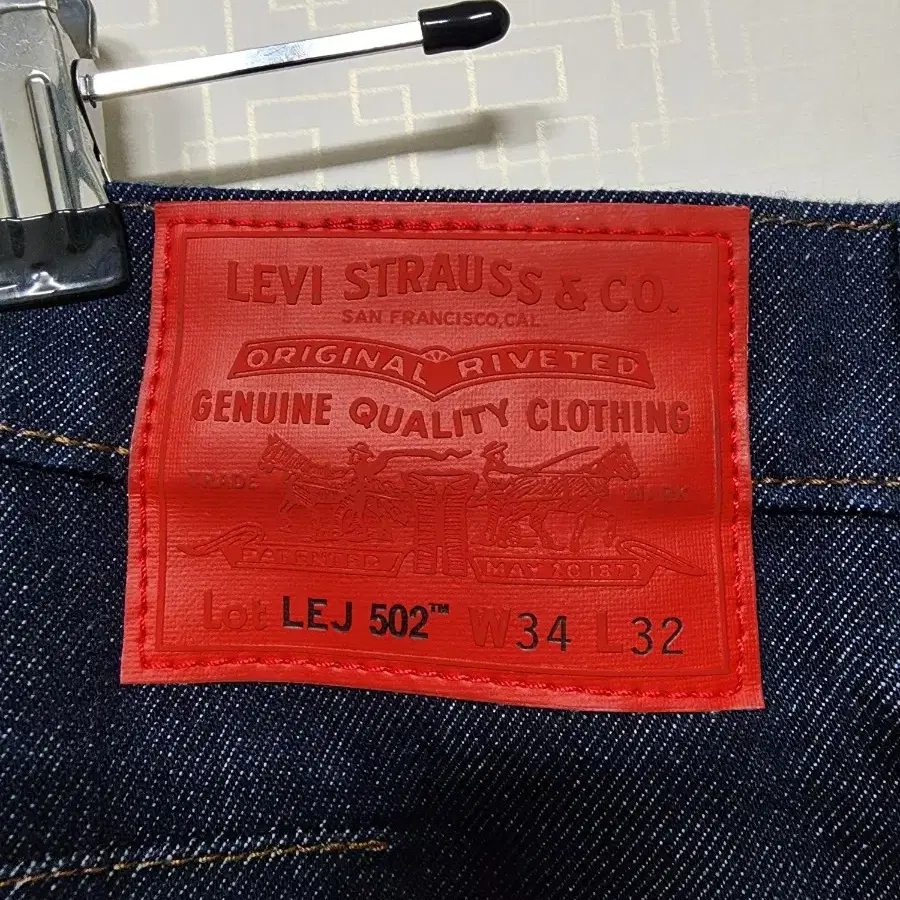 LEVI STRAUSS & CO.
SAN FRANCISCO, CAL.
ORIGINAL RIVETED
GENUINE QUALITY CLOTHING
TRADE MARK
PATENTED MAY 20 1873
Lot LEJ 502™ W34 L32